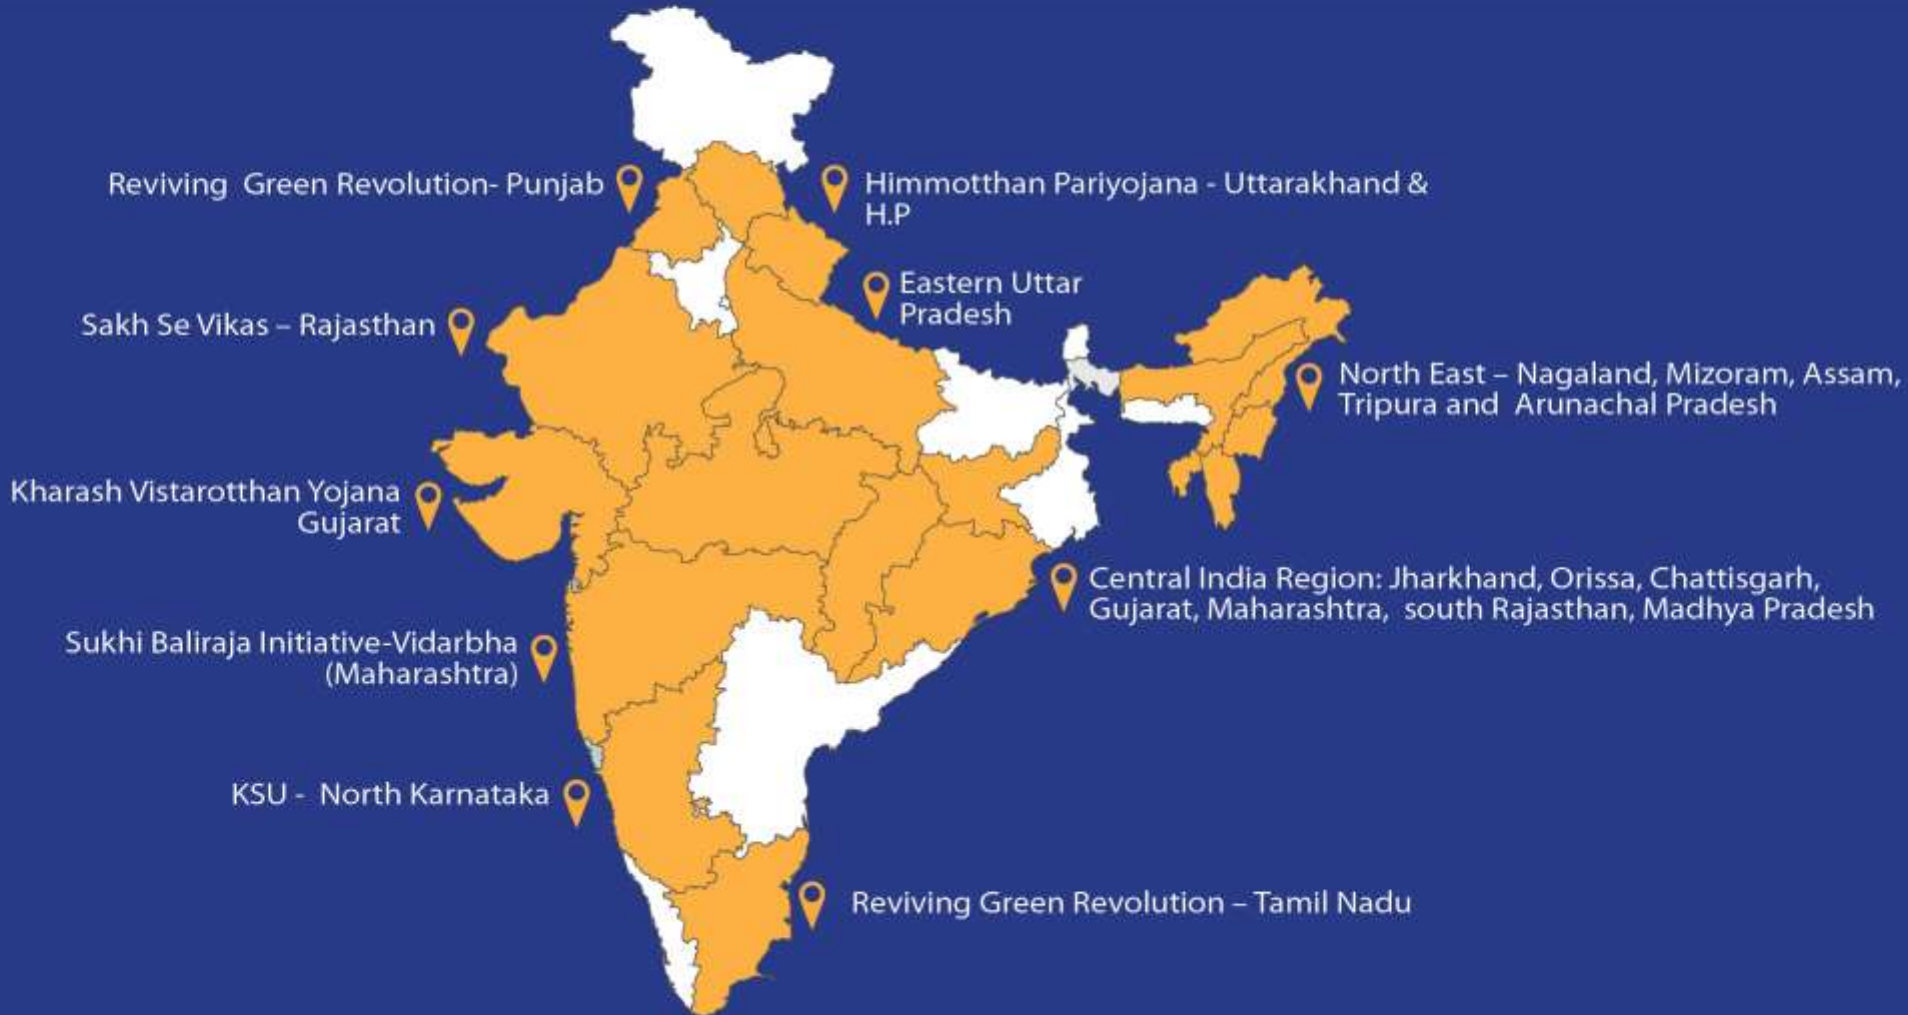 Reviving Green Revolution- Punjab
Himmotthan Pariyojana - Uttarakhand &
H.P
Eastern Uttar
Pradesh
Sakh Se Vikas – Rajasthan
North East – Nagaland, Mizoram, Assam,
Tripura and Arunachal Pradesh
Kharash Vistarotthan Yojana
Gujarat
Central India Region: Jharkhand, Orissa, Chattisgarh,
Gujarat, Maharashtra, south Rajasthan, Madhya Pradesh
Sukhi Baliraja Initiative-Vidarbha
(Maharashtra)
KSU - North Karnataka
Reviving Green Revolution – Tamil Nadu